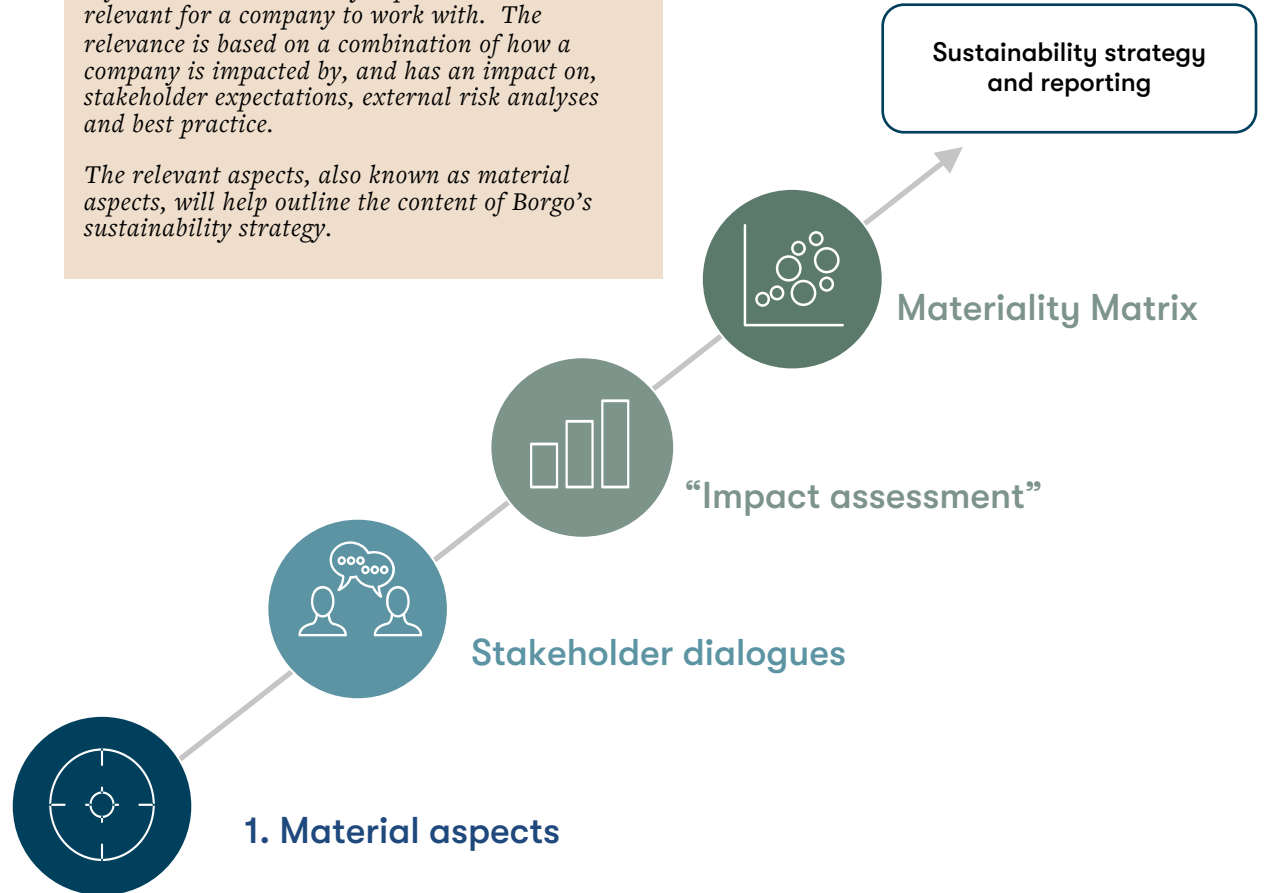 relevant for a company to work with.  The
relevance is based on a combination of how a
company is impacted by, and has an impact on,
stakeholder expectations, external risk analyses
and best practice.
The relevant aspects, also known as material
aspects, will help outline the content of Borgo’s
sustainability strategy.
Sustainability strategy
and reporting
Materiality Matrix
“Impact assessment”
Stakeholder dialogues
1. Material aspects